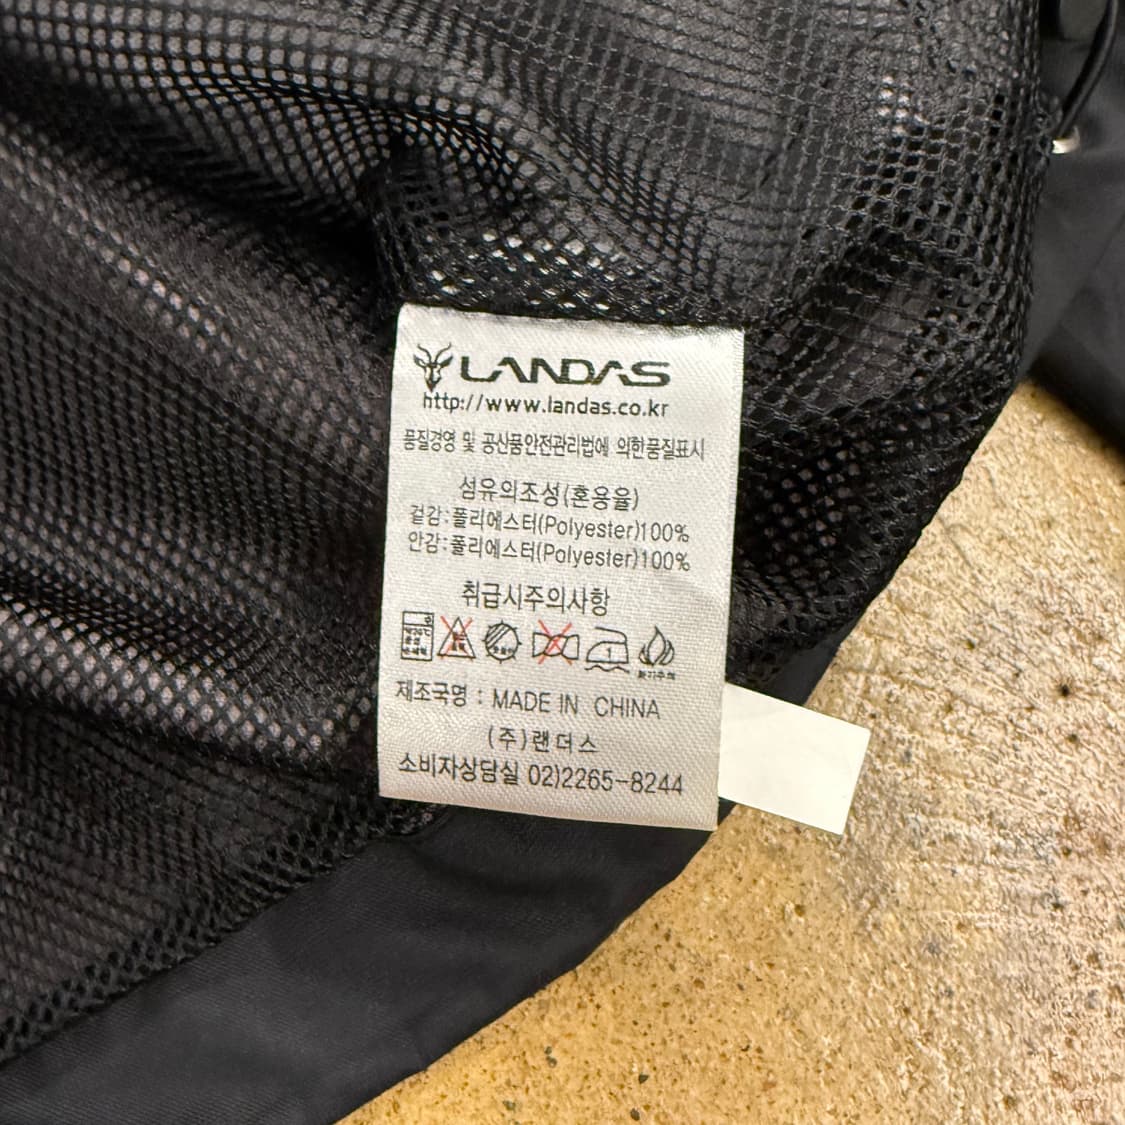 LANDAS
http://www.landas.co.kr
품질경영 및 공산품안전관리법에 의한품질표시
섬유의조성(혼용율)
겉감:폴리에스터(Polyester)100%
안감:폴리에스터(Polyester)100%
취급시주의사항
화기주의
제조국명 : MADE IN CHINA
(주)랜더스
소비자상담실 02)2265-8244